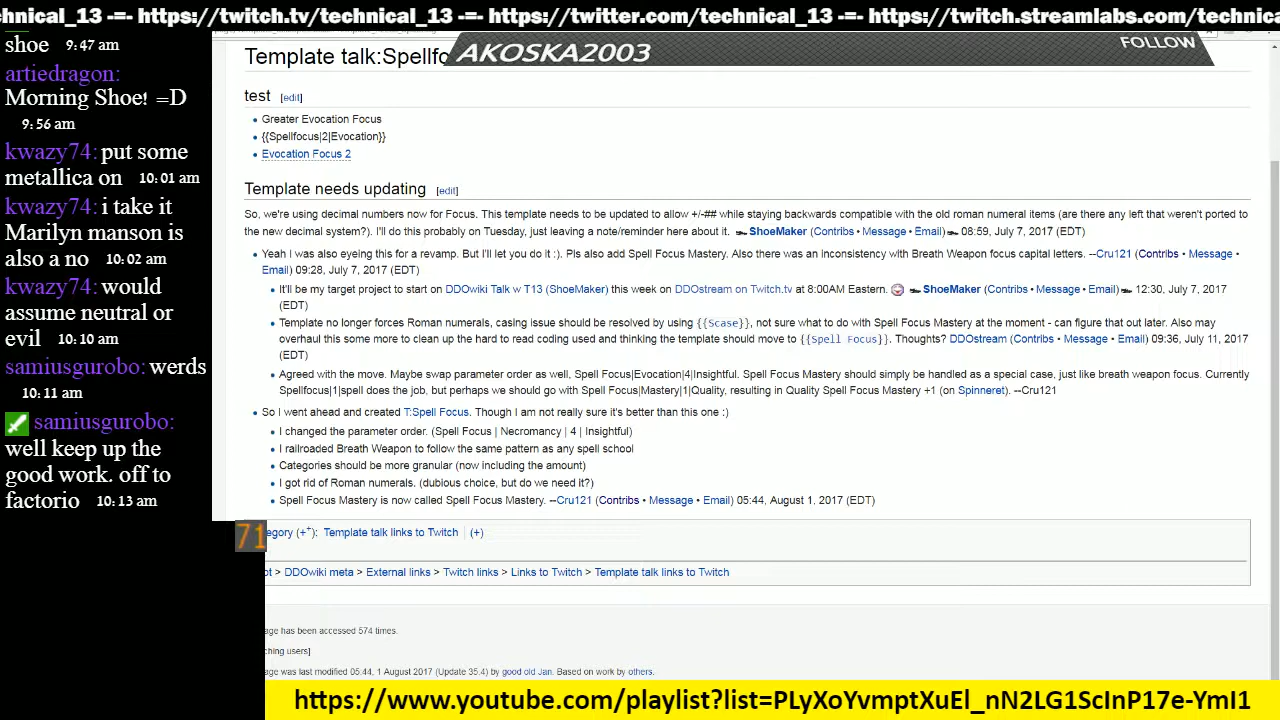 hnical_13 -=- https://twitch.tv/technical_13 -=- https://twitter.com/technical_13 -=- https://twitch.streamlabs.com/technica
shoe 9:47 am
artiedragon:
Morning Shoe! =D
9:56 am
kwazy74: put some
metallica on 10:01 am
kwazy74: i take it
Marilyn manson is
also a no 10:02 am
kwazy74: would
assume neutral or
evil 10:10 am
samiusgurobo: werds
10:11 am
samiusgurobo:
well keep up the
good work. off to
factorio 10:13 am
AKOSKA2003
FOLLOW
Template talk:Spellfo
test [edit]
Greater Evocation Focus
{{Spellfocus|2|Evocation}}
Evocation Focus 2
Template needs updating [edit]
So, we're using decimal numbers now for Focus. This template needs to be updated to allow +/-## while staying backwards compatible with the old roman numeral items (are there any left that weren't ported to
the new decimal system?). I'll do this probably on Tuesday, just leaving a note/reminder here about it. ShoeMaker (Contribs • Message • Email) 08:59, July 7, 2017 (EDT)
Yeah I was also eyeing this for a revamp. But I'll let you do it :). Pls also add Spell Focus Mastery. Also there was an inconsistency with Breath Weapon focus capital letters. --Cru121 (Contribs • Message •
Email) 09:28, July 7, 2017 (EDT)
It'll be my target project to start on DDOwiki Talk w T13 (ShoeMaker) this week on DDOstream on Twitch.tv at 8:00AM Eastern. ShoeMaker (Contribs • Message • Email) 12:30, July 7, 2017
(EDT)
Template no longer forces Roman numerals, casing issue should be resolved by using {{Scase}}, not sure what to do with Spell Focus Mastery at the moment - can figure that out later. Also may
overhaul this some more to clean up the hard to read coding used and thinking the template should move to {{Spell Focus}}. Thoughts? DDOstream (Contribs • Message • Email) 09:36, July 11, 2017
(EDT)
Agreed with the move. Maybe swap parameter order as well, Spell Focus|Evocation|4|Insightful. Spell Focus Mastery should simply be handled as a special case, just like breath weapon focus. Currently
Spellfocus|1|spell does the job, but perhaps we should go with Spell Focus|Mastery|1|Quality, resulting in Quality Spell Focus Mastery +1 (on Spinneret). --Cru121
So I went ahead and created T:Spell Focus. Though I am not really sure it's better than this one :)
I changed the parameter order. (Spell Focus | Necromancy | 4 | Insightful)
I railroaded Breath Weapon to follow the same pattern as any spell school
Categories should be more granular (now including the amount)
I got rid of Roman numerals. (dubious choice, but do we need it?)
Spell Focus Mastery is now called Spell Focus Mastery. --Cru121 (Contribs • Message • Email) 05:44, August 1, 2017 (EDT)
71
egory (+⁺): Template talk links to Twitch (+)
ot > DDOwiki meta > External links > Twitch links > Links to Twitch > Template talk links to Twitch
age has been accessed 574 times.
ching users]
age was last modified 05:44, 1 August 2017 (Update 35.4) by good old Jan. Based on work by others.
https://www.youtube.com/playlist?list=PLyXoYvmptXuEl_nN2LG1ScInP17e-YmI1